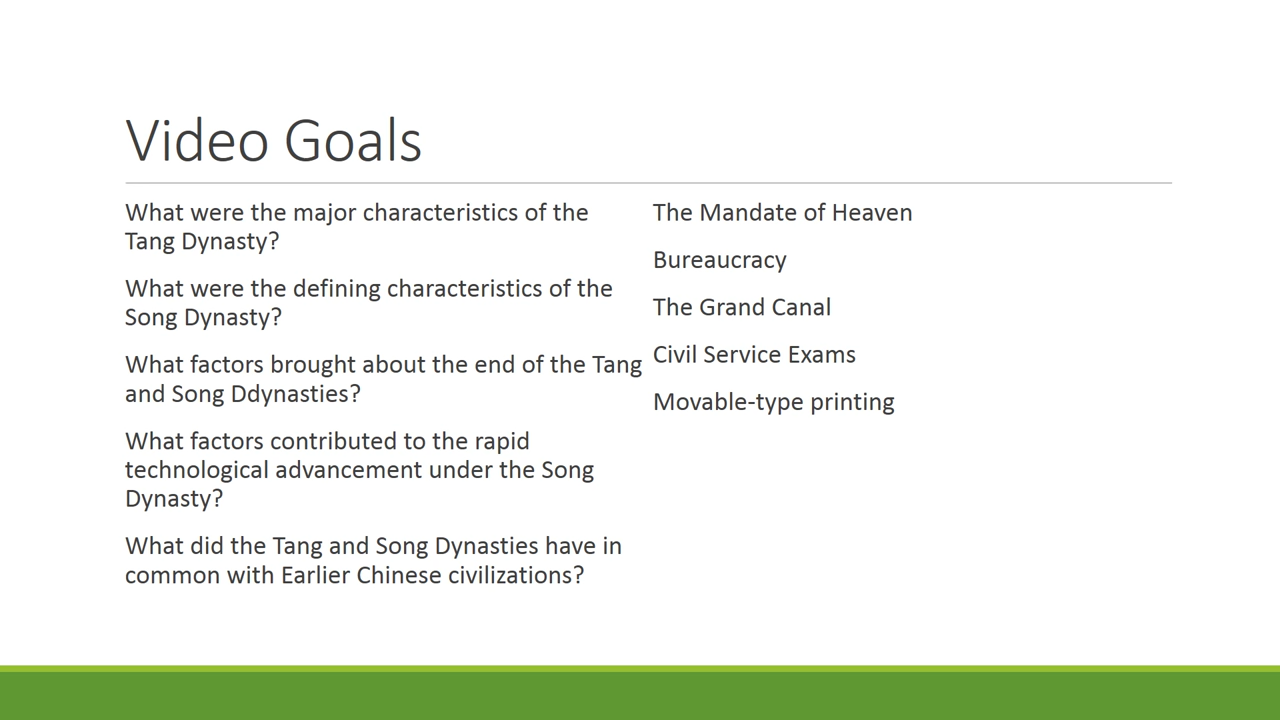 Video Goals
What were the major characteristics of the
Tang Dynasty?
What were the defining characteristics of the
Song Dynasty?
What factors brought about the end of the Tang
and Song Ddynasties?
What factors contributed to the rapid
technological advancement under the Song
Dynasty?
What did the Tang and Song Dynasties have in
common with Earlier Chinese civilizations?
The Mandate of Heaven
Bureaucracy
The Grand Canal
Civil Service Exams
Movable-type printing